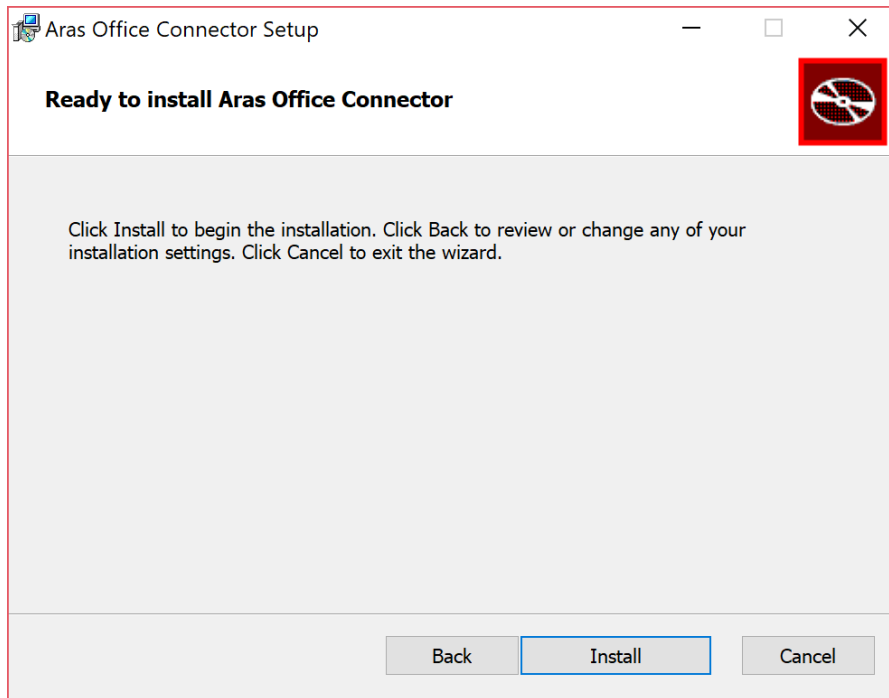 Aras Office Connector Setup
Ready to install Aras Office Connector
Click Install to begin the installation. Click Back to review or change any of your
installation settings. Click Cancel to exit the wizard.
Back Install Cancel